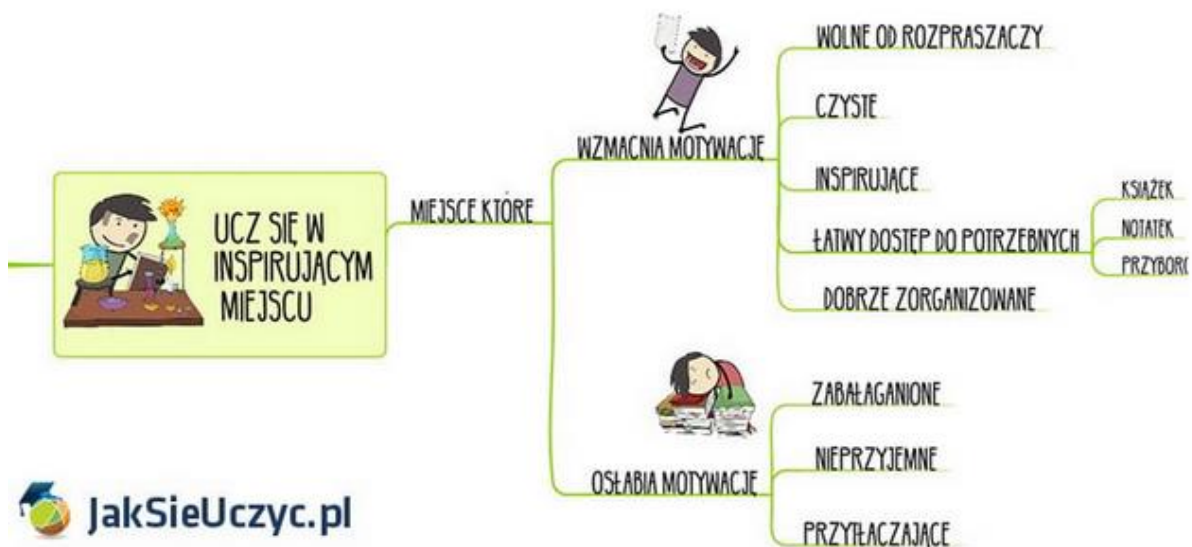 UCZ SIĘ W
INSPIRUJĄCYM
MIEJSCU
MIEJSCE KTÓRE
WZMACNIA MOTYWACJĘ
WOLNE OD ROZPRASZACZY
CZYSTE
INSPIRUJĄCE
ŁATWY DOSTĘP DO POTRZEBNYCH
KSIĄŻEK
NOTATEK
PRZYBORÓ
DOBRZE ZORGANIZOWANE
OSŁABIA MOTYWACJĘ
ZABAŁAGANIONE
NIEPRZYJEMNE
PRZYTŁACZAJĄCE
JakSieUczyc.pl